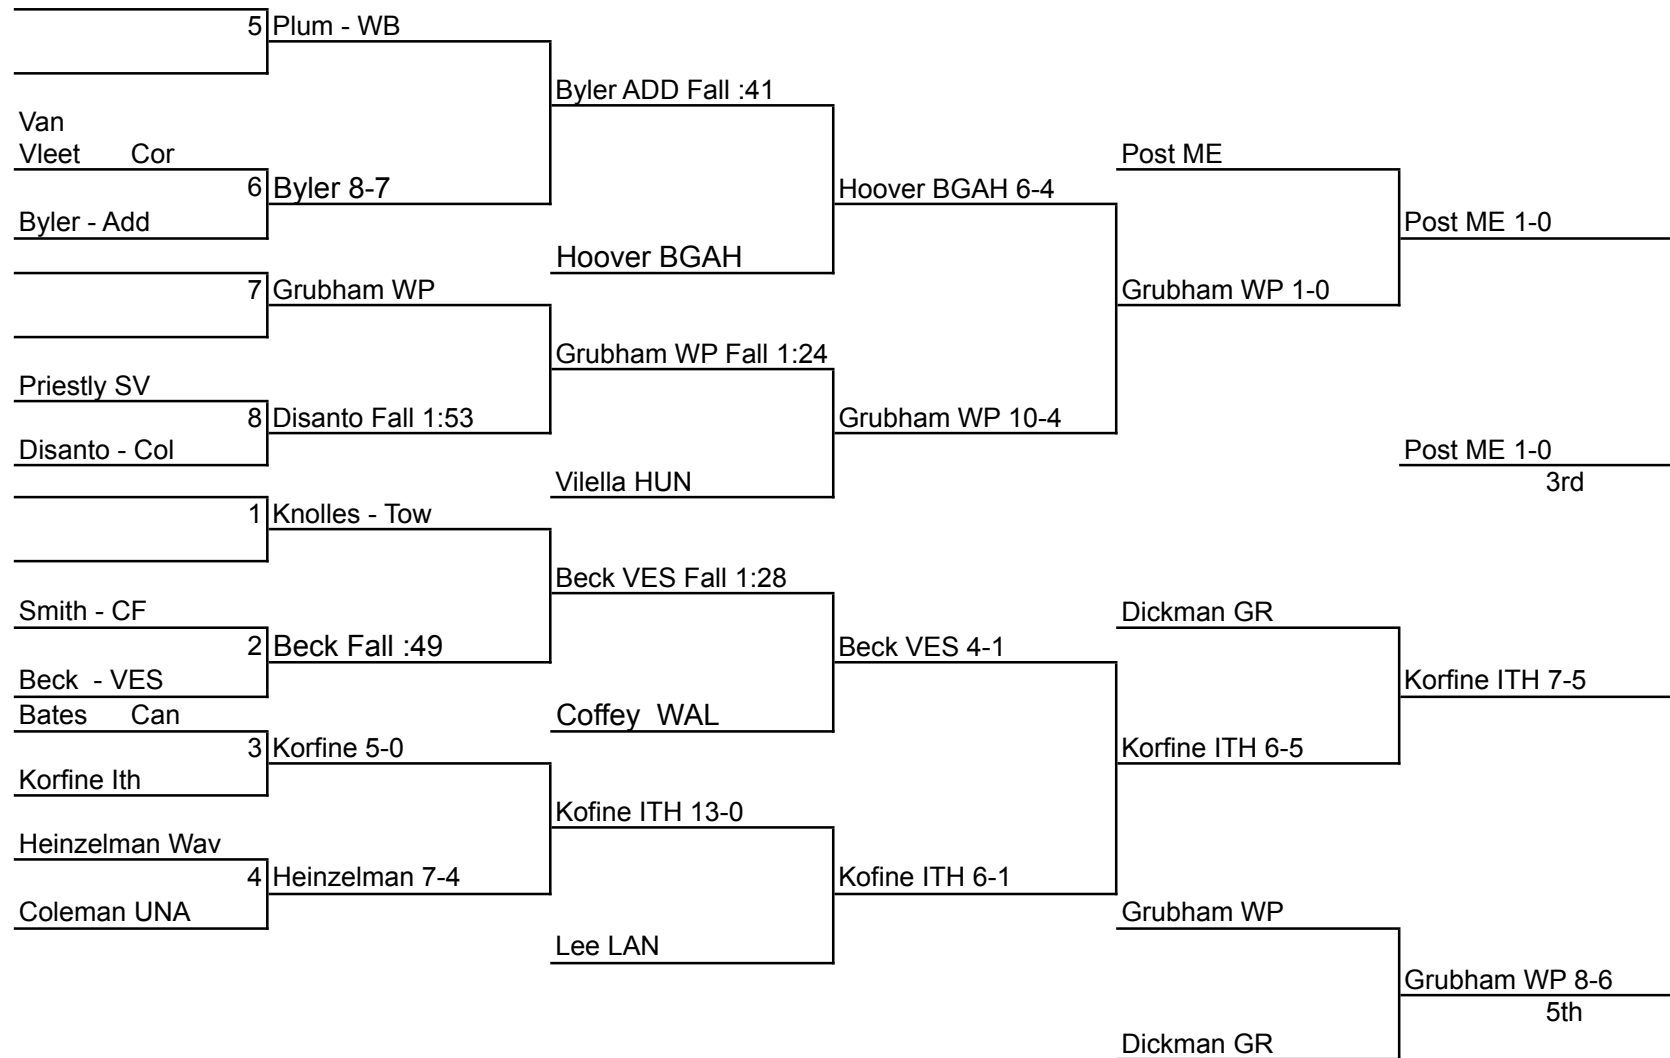 5 Plum - WB
Byler ADD Fall :41
Van
Vleet Cor
Post ME
6 Byler 8-7
Hoover BGAH 6-4
Byler - Add
Post ME 1-0
Hoover BGAH
7 Grubham WP
Grubham WP 1-0
Grubham WP Fall 1:24
Priestly SV
8 Disanto Fall 1:53
Grubham WP 10-4
Disanto - Col
Post ME 1-0
Vilella HUN
3rd
1 Knolles - Tow
Beck VES Fall 1:28
Smith - CF
Dickman GR
2 Beck Fall :49
Beck VES 4-1
Beck - VES
Korfine ITH 7-5
Bates Can
Coffey WAL
3 Korfine 5-0
Korfine ITH 6-5
Korfine Ith
Kofine ITH 13-0
Heinzelman Wav
4 Heinzelman 7-4
Kofine ITH 6-1
Coleman UNA
Grubham WP
Lee LAN
Grubham WP 8-6
5th
Dickman GR